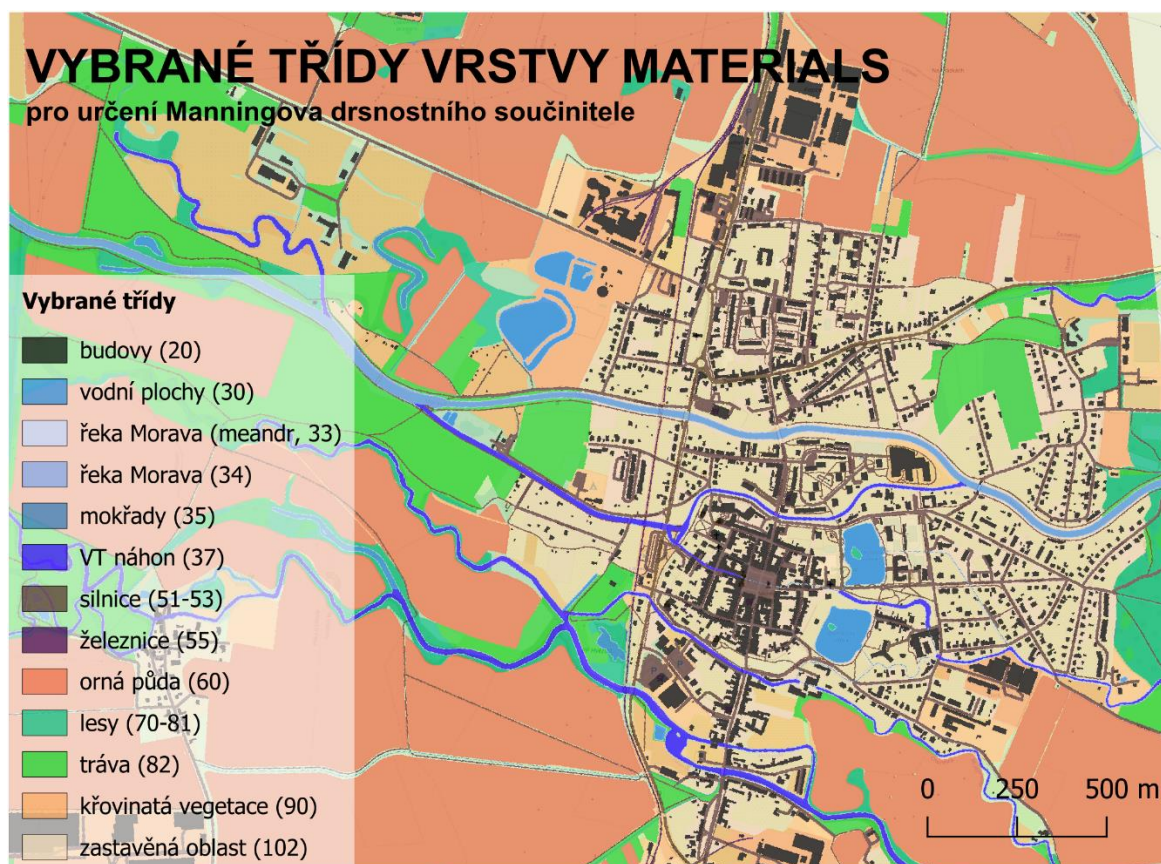 VYBRANÉ TŘÍDY VRSTVY MATERIALS
pro určení Manningova drsnostního součinitele
Vybrané třídy
budovy (20)
vodní plochy (30)
řeka Morava (meandr, 33)
řeka Morava (34)
mokřady (35)
VT náhon (37)
silnice (51-53)
železnice (55)
orná půda (60)
lesy (70-81)
tráva (82)
křovinatá vegetace (90)
zastavěná oblast (102)
0 250 500 m